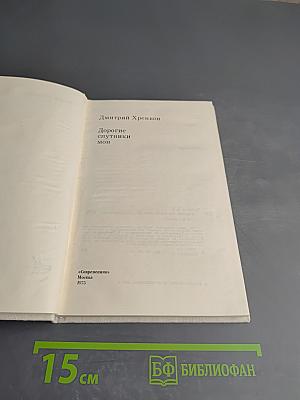 Дмитрий Хренков
Дорогие
спутники
мои
«Современник»
Москва
1975
15 см
БФ БИБЛИОФАН